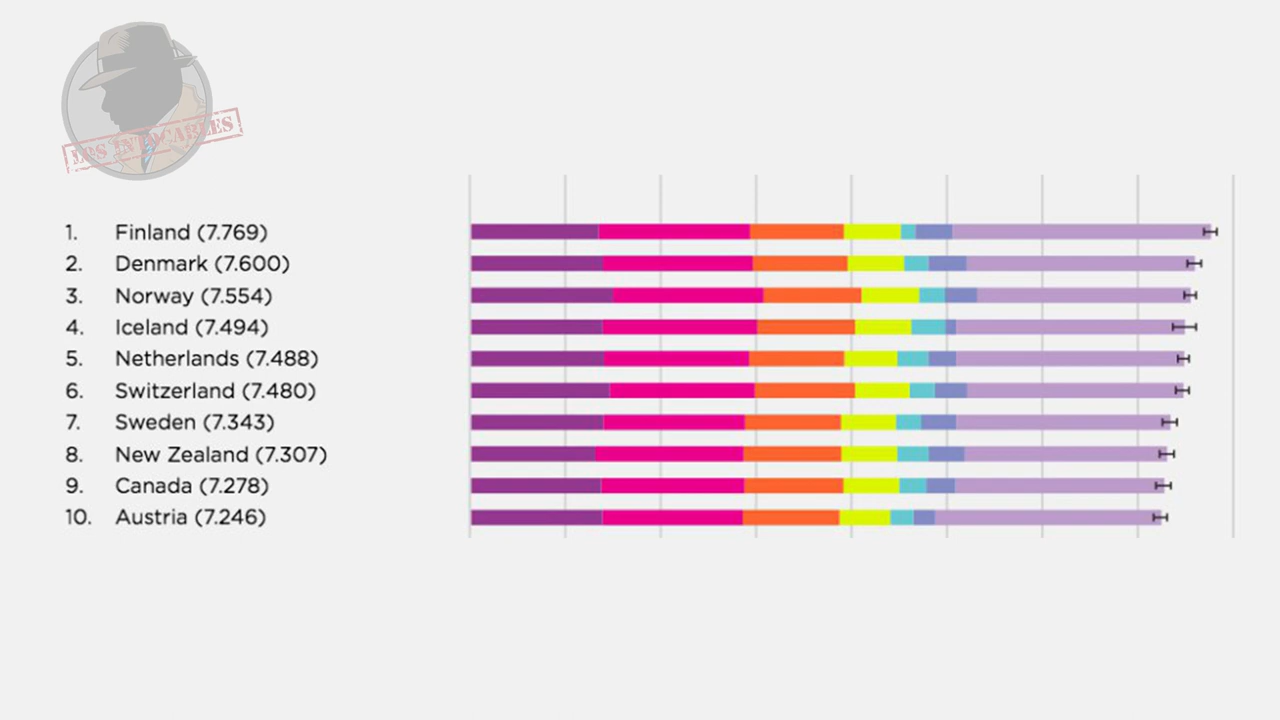 LOS INTOCABLES
1. Finland (7.769)
2. Denmark (7.600)
3. Norway (7.554)
4. Iceland (7.494)
5. Netherlands (7.488)
6. Switzerland (7.480)
7. Sweden (7.343)
8. New Zealand (7.307)
9. Canada (7.278)
10. Austria (7.246)